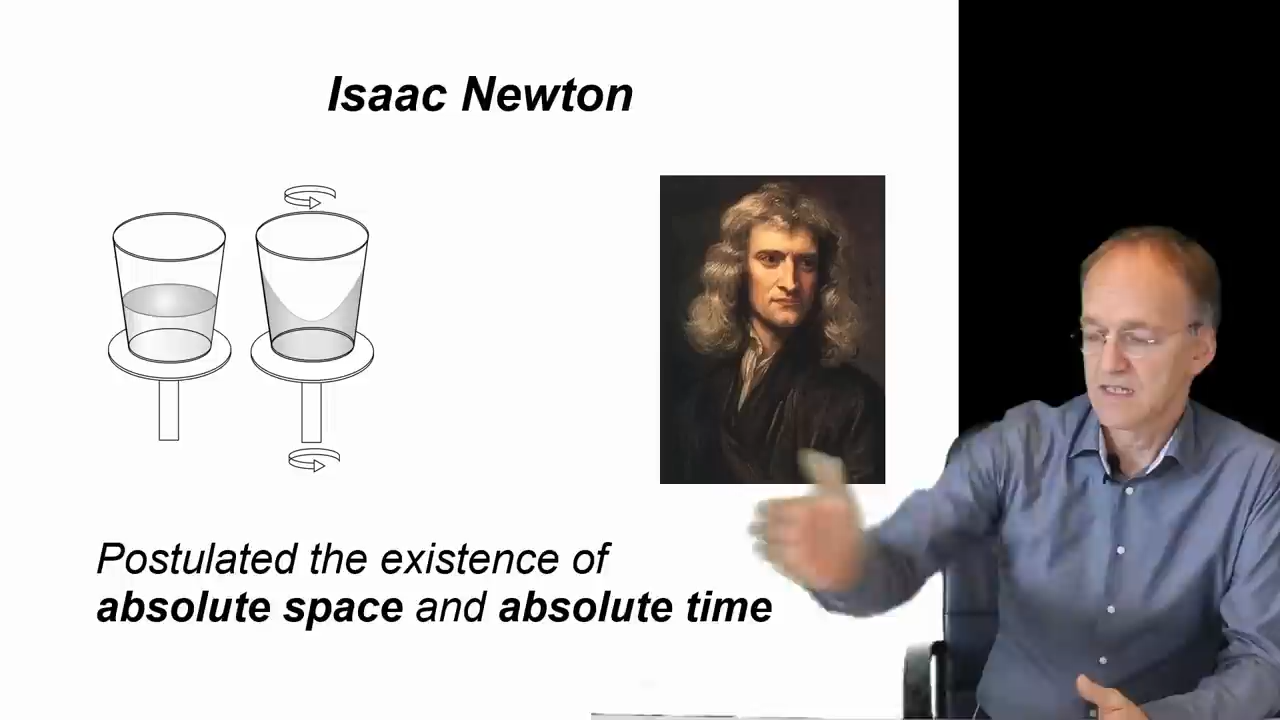 Isaac Newton
Postulated the existence of
absolute space and absolute time